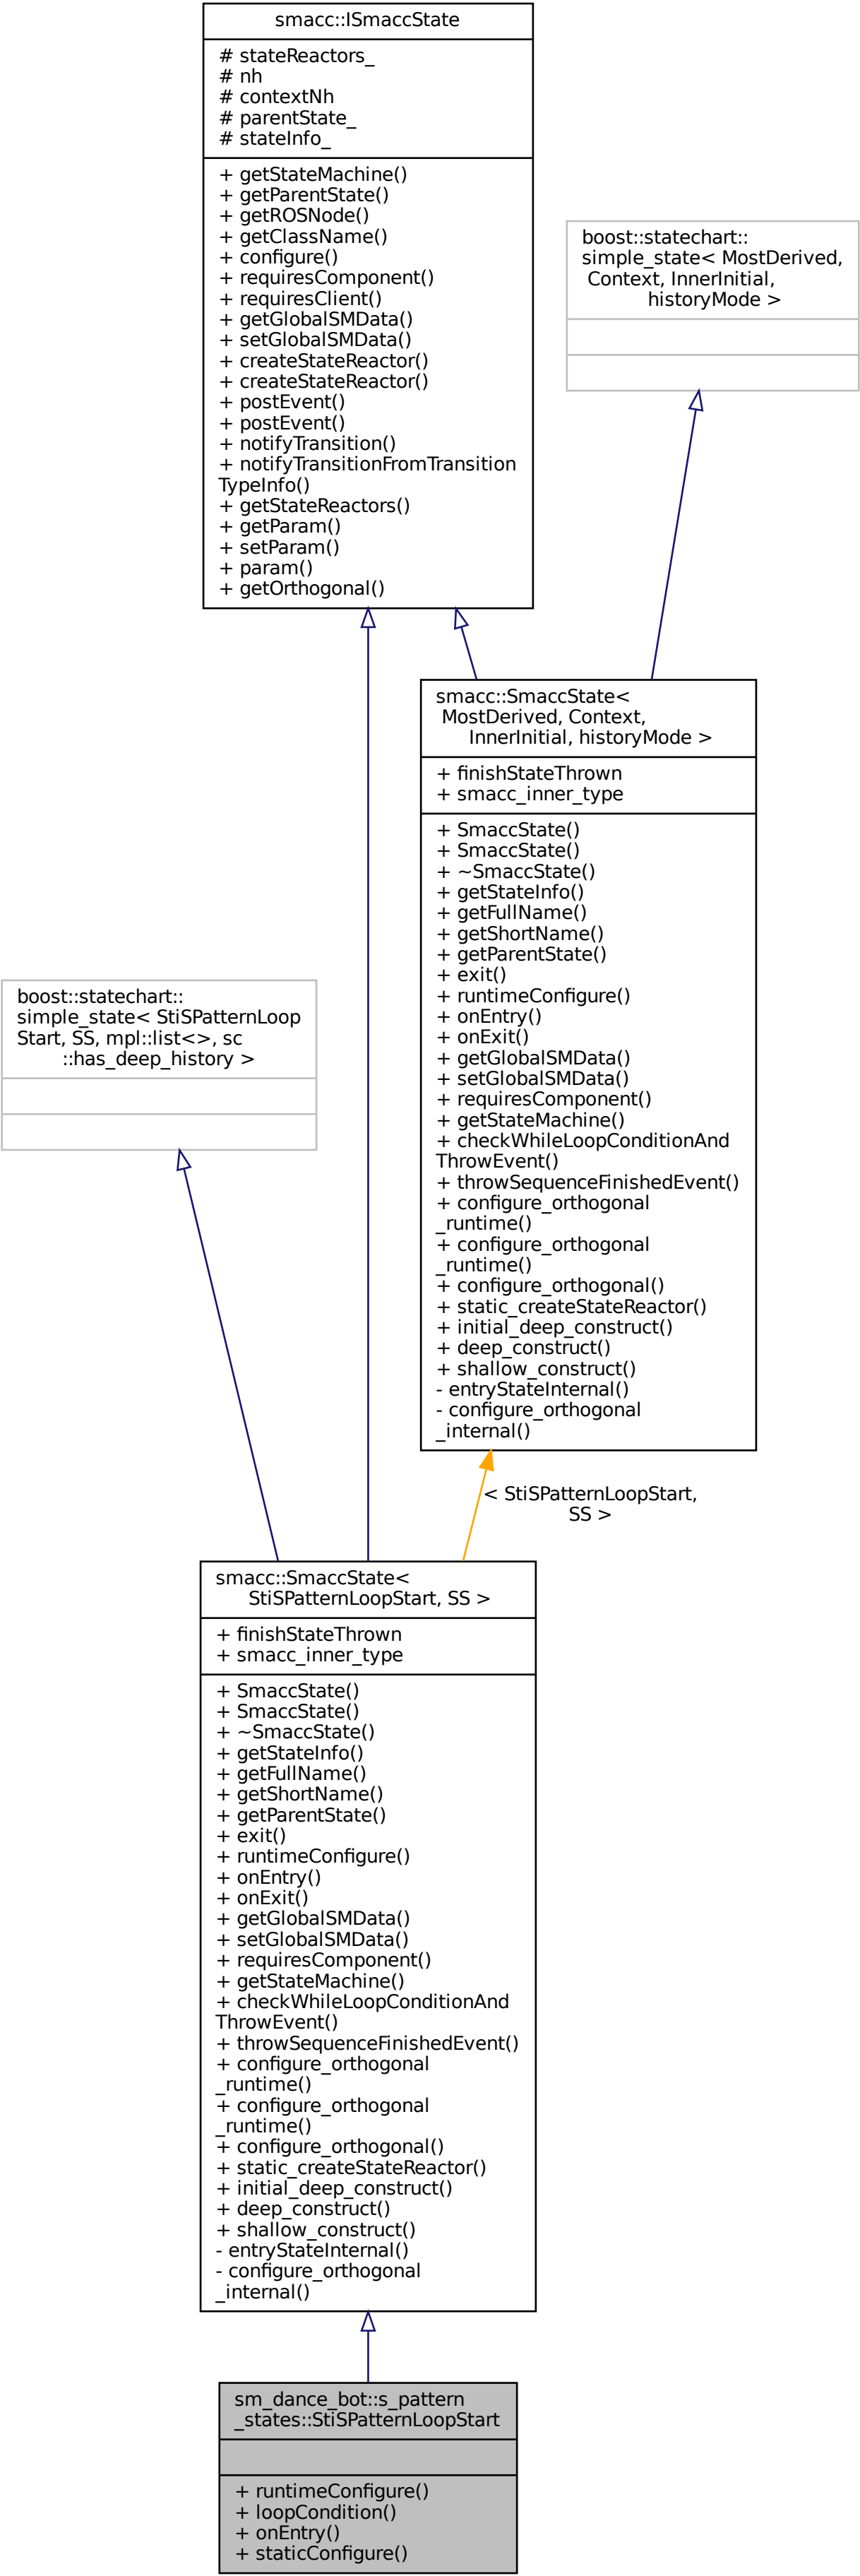 smacc::ISmaccState
# stateReactors_
# nh
# contextNh
# parentState_
# stateInfo_
+ getStateMachine()
+ getParentState()
+ getROSNode()
+ getClassName()
+ configure()
+ requiresComponent()
+ requiresClient()
+ getGlobalSMData()
+ setGlobalSMData()
+ createStateReactor()
+ createStateReactor()
+ postEvent()
+ postEvent()
+ notifyTransition()
+ notifyTransitionFromTransition
TypeInfo()
+ getStateReactors()
+ getParam()
+ setParam()
+ param()
+ getOrthogonal()
boost::statechart::
simple_state< MostDerived,
Context, InnerInitial,
historyMode >
smacc::SmaccState<
MostDerived, Context,
InnerInitial, historyMode >
+ finishStateThrown
+ smacc_inner_type
+ SmaccState()
+ SmaccState()
+ ~SmaccState()
+ getStateInfo()
+ getFullName()
+ getShortName()
+ getParentState()
+ exit()
+ runtimeConfigure()
+ onEntry()
+ onExit()
+ getGlobalSMData()
+ setGlobalSMData()
+ requiresComponent()
+ getStateMachine()
+ checkWhileLoopConditionAnd
ThrowEvent()
+ throwSequenceFinishedEvent()
+ configure_orthogonal
_runtime()
+ configure_orthogonal
_runtime()
+ configure_orthogonal()
+ static_createStateReactor()
+ initial_deep_construct()
+ deep_construct()
+ shallow_construct()
- entryStateInternal()
- configure_orthogonal
_internal()
boost::statechart::
simple_state< StiSPatternLoop
Start, SS, mpl::list<>, sc
::has_deep_history >
< StiSPatternLoopStart,
SS >
smacc::SmaccState<
StiSPatternLoopStart, SS >
+ finishStateThrown
+ smacc_inner_type
+ SmaccState()
+ SmaccState()
+ ~SmaccState()
+ getStateInfo()
+ getFullName()
+ getShortName()
+ getParentState()
+ exit()
+ runtimeConfigure()
+ onEntry()
+ onExit()
+ getGlobalSMData()
+ setGlobalSMData()
+ requiresComponent()
+ getStateMachine()
+ checkWhileLoopConditionAnd
ThrowEvent()
+ throwSequenceFinishedEvent()
+ configure_orthogonal
_runtime()
+ configure_orthogonal
_runtime()
+ configure_orthogonal()
+ static_createStateReactor()
+ initial_deep_construct()
+ deep_construct()
+ shallow_construct()
- entryStateInternal()
- configure_orthogonal
_internal()
sm_dance_bot::s_pattern
_states::StiSPatternLoopStart
+ runtimeConfigure()
+ loopCondition()
+ onEntry()
+ staticConfigure()